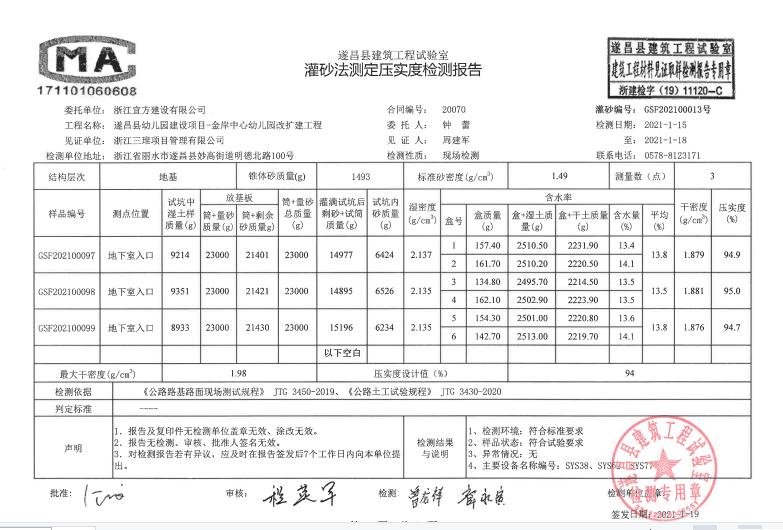 CMA
171101060608
遂昌县建筑工程试验室
灌砂法测定压实度检测报告
遂昌县建筑工程试验室
建筑工程材料见证取样检测报告专用章
浙建检字(19)11120-C
委托单位: 浙江宜方建设有限公司 合同编号: 20070 灌砂编号: GSF202100013号
工程名称: 遂昌县幼儿园建设项目-金岸中心幼儿园改扩建工程 委托人: 钟 蕾 检测日期: 2021-1-15
见证单位: 浙江三班项目管理有限公司 见证人: 周建军 至: 2021-1-18
检测单位地址: 浙江省丽水市遂昌县妙高街道明德北路100号 检测性质: 现场检测 联系电话: 0578-8123171
结构层次 地基 锥体砂质量(g) 1493 标准砂密度(g/cm³) 1.49 测量数(点) 3
样品编号 测点位置 试坑中湿土样质量(g) 放基板 筒+量砂质量(g) 筒+剩余砂质量g) 筒+量砂总质量(g) 灌满试坑后剩砂+试筒质量(g) 试坑内砂质量(g) 湿密度(g/cm³) 含水率 盒号 盒质量(g) 盒+湿土质量(g) 盒+干土质量(g) 含水量(%) 平均(%) 干密度(g/cm³) 压实度(%)
GSF202100097 地下室入口 9214 23000 21401 23000 14977 6424 2.137 1 157.40 2510.50 2231.90 13.4 13.8 1.879 94.9
2 161.70 2510.20 2220.50 14.1
GSF202100098 地下室入口 9351 23000 21421 23000 14895 6526 2.135 3 134.80 2495.70 2214.50 13.5 13.5 1.881 95.0
4 162.10 2502.90 2223.90 13.5
GSF202100099 地下室入口 8933 23000 21430 23000 15196 6234 2.135 5 154.30 2501.00 2220.80 13.6 13.8 1.876 94.7
6 142.70 2513.00 2219.70 14.1
以下空白
最大干密度(g/cm³) 1.98 压实度设计值(%) 94
检测依据 《公路路基路面现场测试规程》 JTG 3450-2019、《公路土工试验规程》 JTG 3430-2020
判定标准 ----
声明
1. 报告及复印件无检测单位盖章无效、涂改无效。
2. 报告无检测、审核、批准人签名无效。
3. 对检测报告若有异议，应及时在报告签发后7个工作日内向本单位提出。
检测结果与说明
1、检测环境: 符合标准要求
2、样品状态: 符合试验要求
3、异常情况: 无
4、主要设备名称编号: SYS38、SYS62、SYS77
遂昌县建筑工程试验室
检测专用章
批准: 审核: 检测: 检测单位盖章
签发日期: 2021-1-19